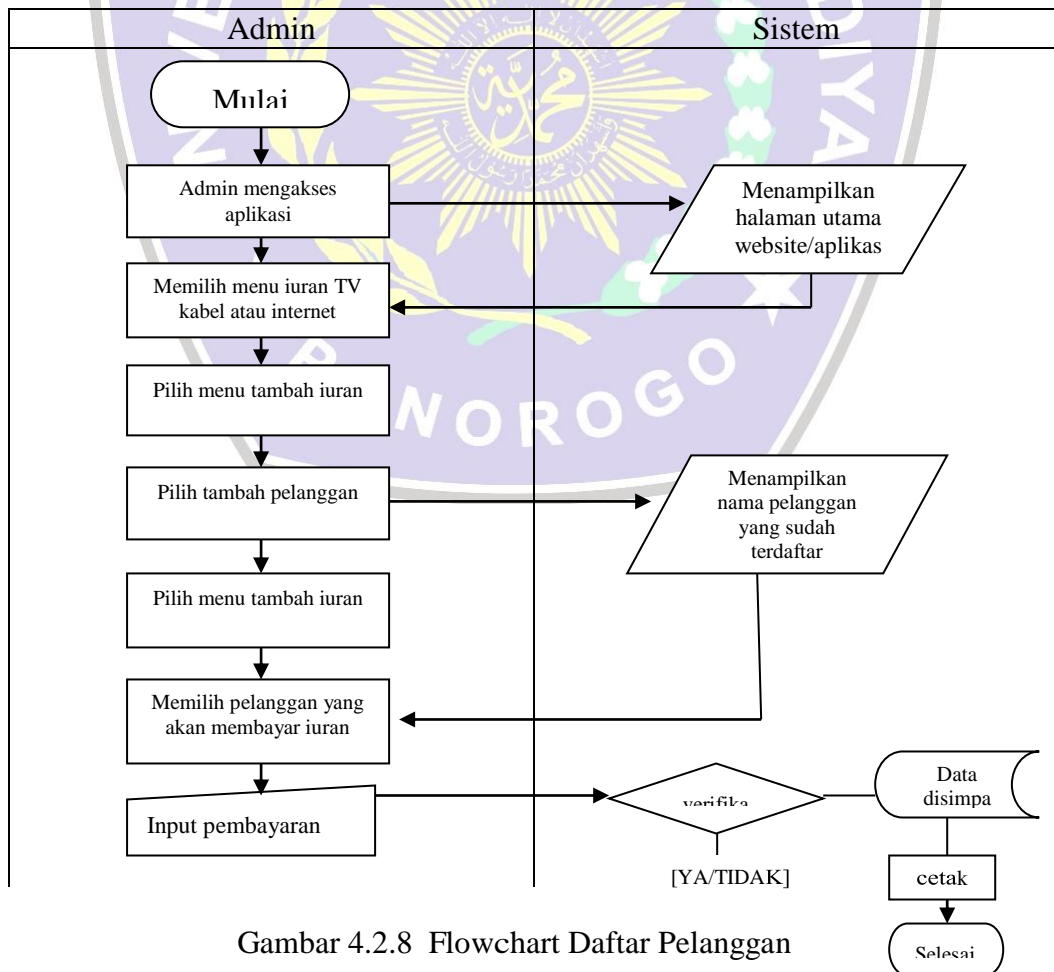 Admin
Sistem
Mulai
Admin mengakses
aplikasi
Menampilkan
halaman utama
website/aplikas
Memilih menu iuran TV
kabel atau internet
Pilih menu tambah iuran
Pilih tambah pelanggan
Menampilkan
nama pelanggan
yang sudah
terdaftar
Pilih menu tambah iuran
Memilih pelanggan yang
akan membayar iuran
Input pembayaran
verifika
[YA/TIDAK]
Data
disimpa
cetak
Selesai
NOROGO
DIYA
Gambar 4.2.8 Flowchart Daftar Pelanggan